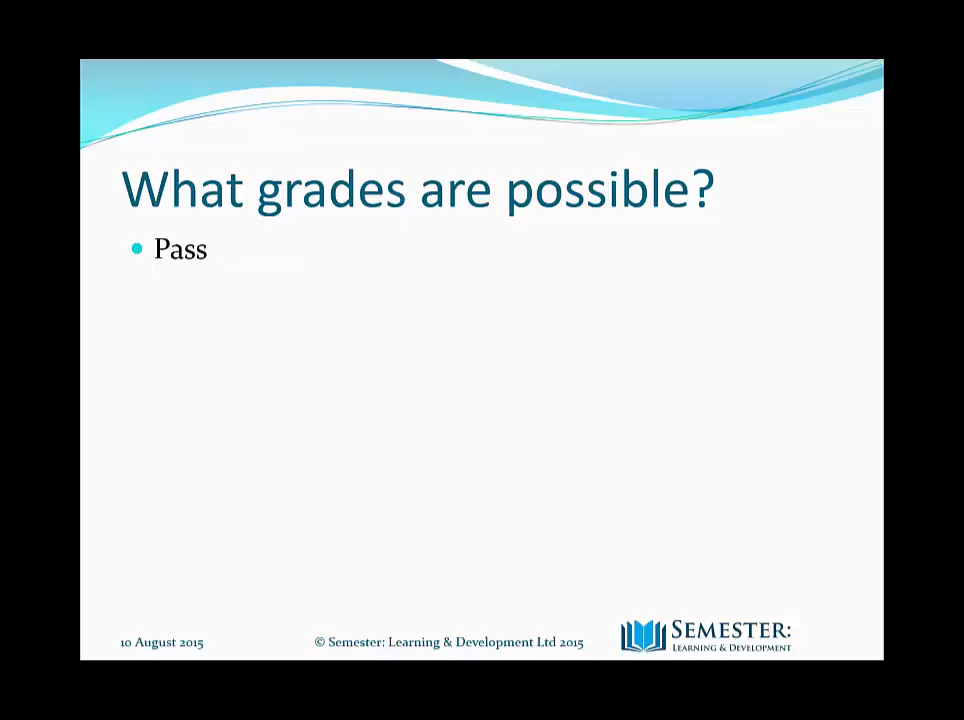 What grades are possible?
Pass
10 August 2015
© Semester: Learning & Development Ltd 2015
SEMESTER:
LEARNING & DEVELOPMENT